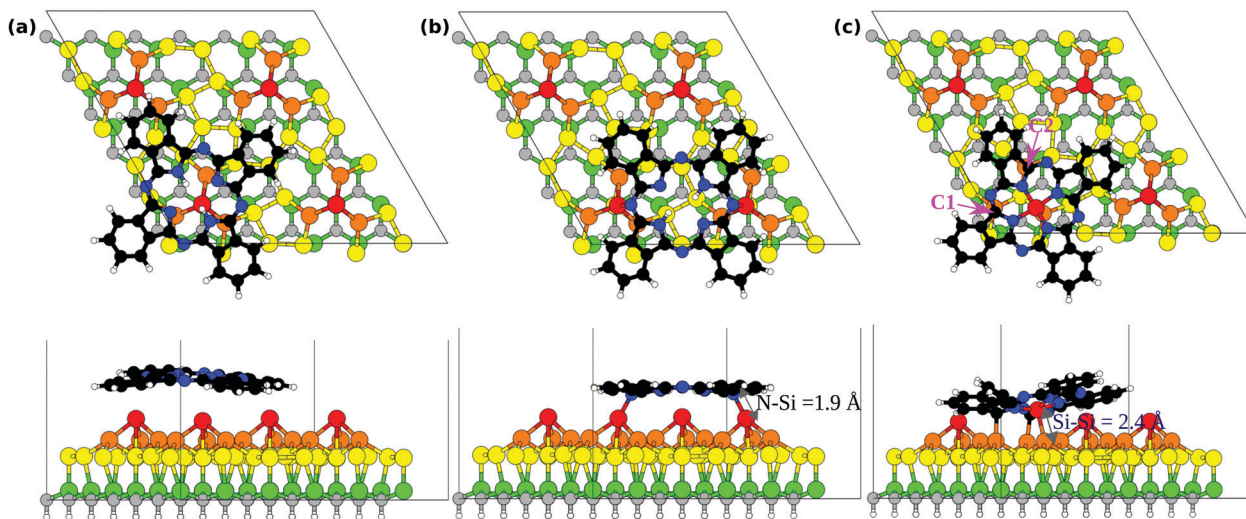 (a)
(b)
(c)
C2
C1
N-Si =1.9 Å
Si-Si = 2.4 Å